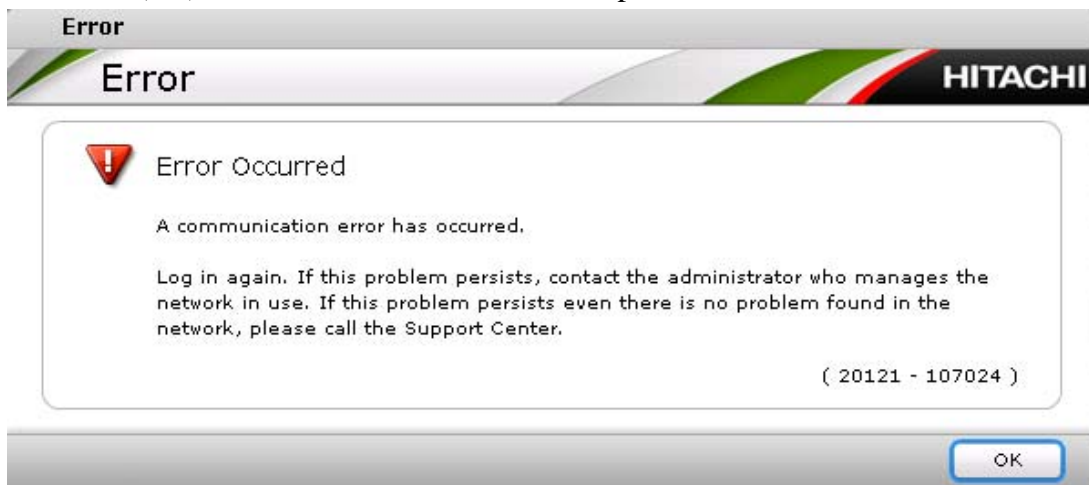 Error
Error
HITACHI
Error Occurred
A communication error has occurred.
Log in again. If this problem persists, contact the administrator who manages the
network in use. If this problem persists even there is no problem found in the
network, please call the Support Center.
( 20121 - 107024 )
OK